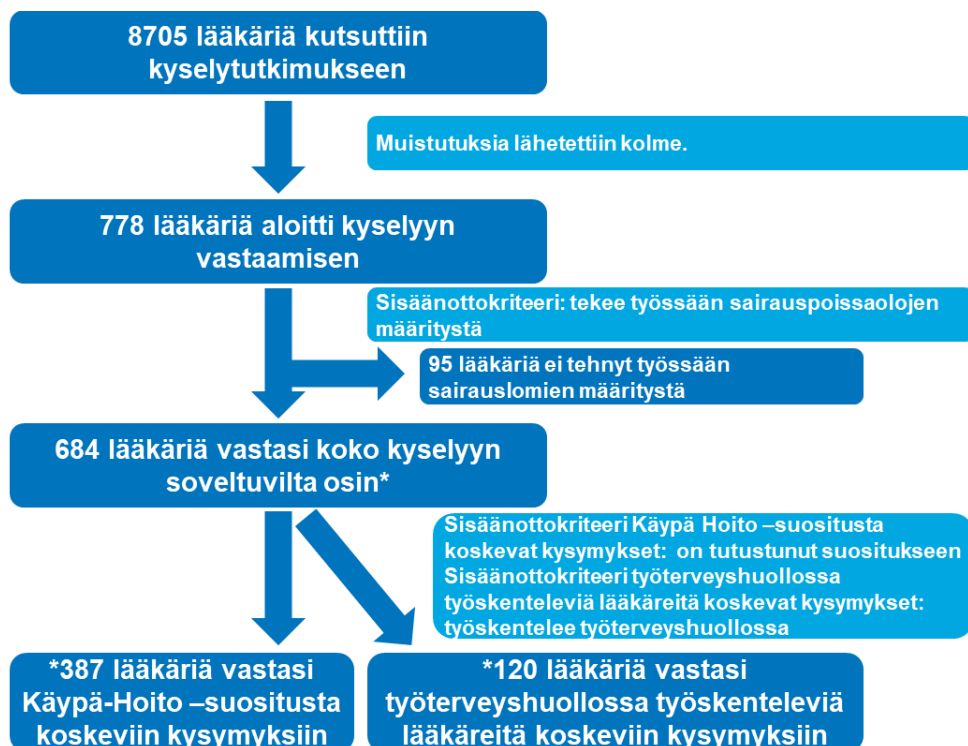 8705 lääkäriä kutsuttiin
kyselytutkimukseen
Muistutuksia lähetettiin kolme.
778 lääkäriä aloitti kyselyyn
vastaamisen
Sisäänottokriteeri: tekee työssään sairauspoissaolojen
määritystä
95 lääkäriä ei tehnyt työssään
sairauslomien määritystä
684 lääkäriä vastasi koko kyselyyn
soveltuvilta osin*
Sisäänottokriteeri Käypä Hoito –suositusta
koskevat kysymykset: on tutustunut suositukseen
Sisäänottokriteeri työterveyshuollossa
työskenteleviä lääkäreitä koskevat kysymykset:
työskentelee työterveyshuollossa
*387 lääkäriä vastasi
Käypä-Hoito –suositusta
koskeviin kysymyksiin
*120 lääkäriä vastasi
työterveyshuollossa työskenteleviä
lääkäreitä koskeviin kysymyksiin